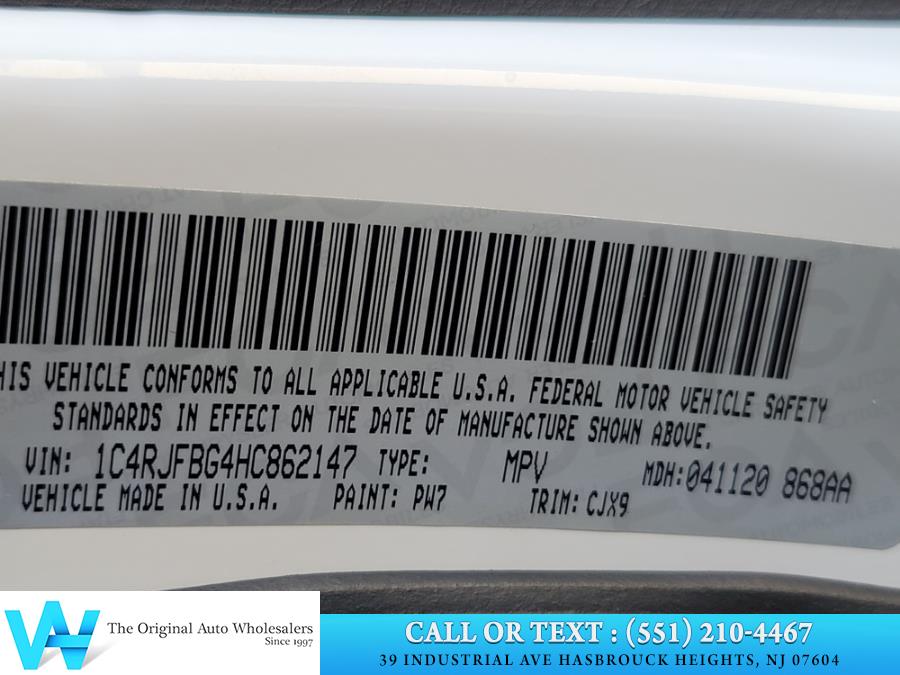 HIS VEHICLE CONFORMS TO ALL APPLICABLE U.S.A. FEDERAL MOTOR VEHICLE SAFETY
STANDARDS IN EFFECT ON THE DATE OF MANUFACTURE SHOWN ABOVE.
VIN: 1C4RJFBG4HC862147 TYPE: MPV MDH:041120 868AA
VEHICLE MADE IN U.S.A. PAINT: PW7 TRIM: CJX9
The Original Auto Wholesalers
Since 1997
CALL OR TEXT : (551) 210-4467
39 INDUSTRIAL AVE HASBROUCK HEIGHTS, NJ 07604